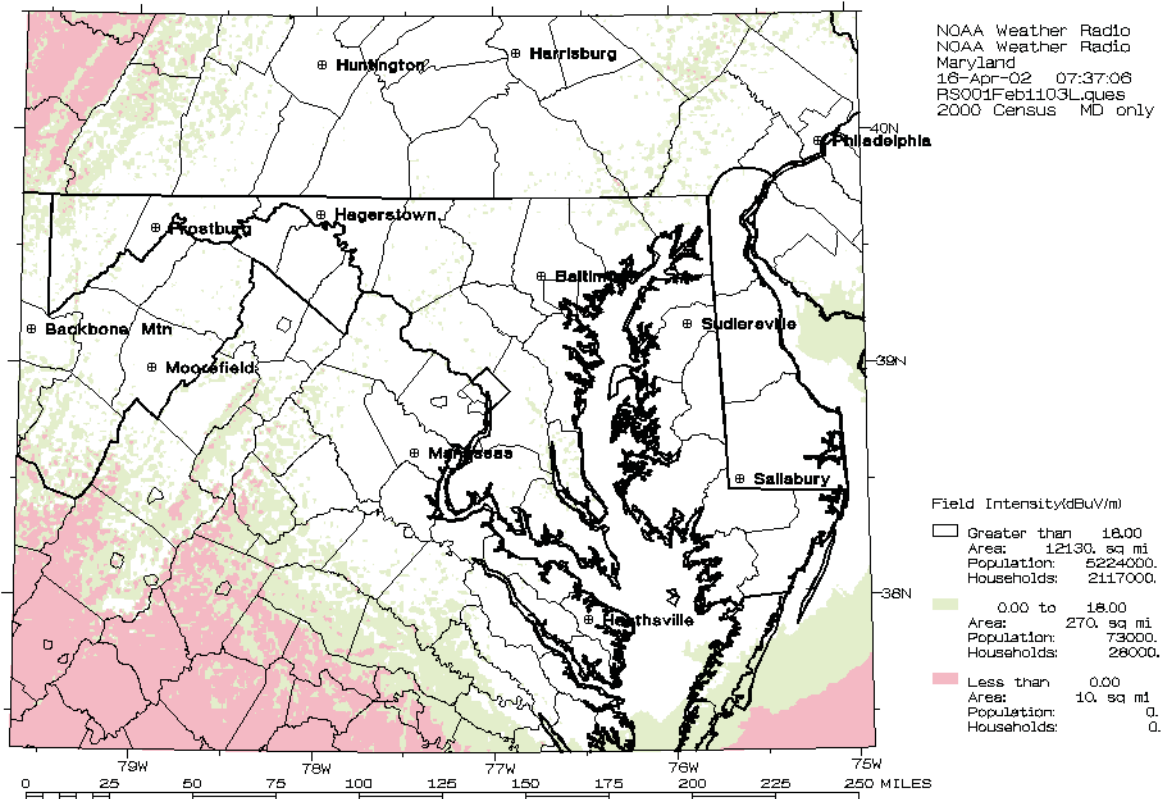 NOAA Weather Radio
NOAA Weather Radio
Maryland
16-Apr-02 07:37:06
RS001Feb1103L.ques
2000 Census MD only
Harrisburg
Huntington
40N
Philadelphia
Hagerstown
Frostburg
Baltimore
Backbone Mtn
Sudlersville
39N
Moorefield
Manassas
Salisbury
38N
Heathsville
Field Intensity(dBuV/m)
Greater than 18.00
Area: 12130. sq mi
Population: 5224000.
Households: 2117000.
0.00 to 18.00
Area: 270. sq mi
Population: 73000.
Households: 28000.
Less than 0.00
Area: 10. sq mi
Population: 0.
Households: 0.
79W
78W
77W
76W
75W
0 25 50 75 100 125 150 175 200 225 250 MILES